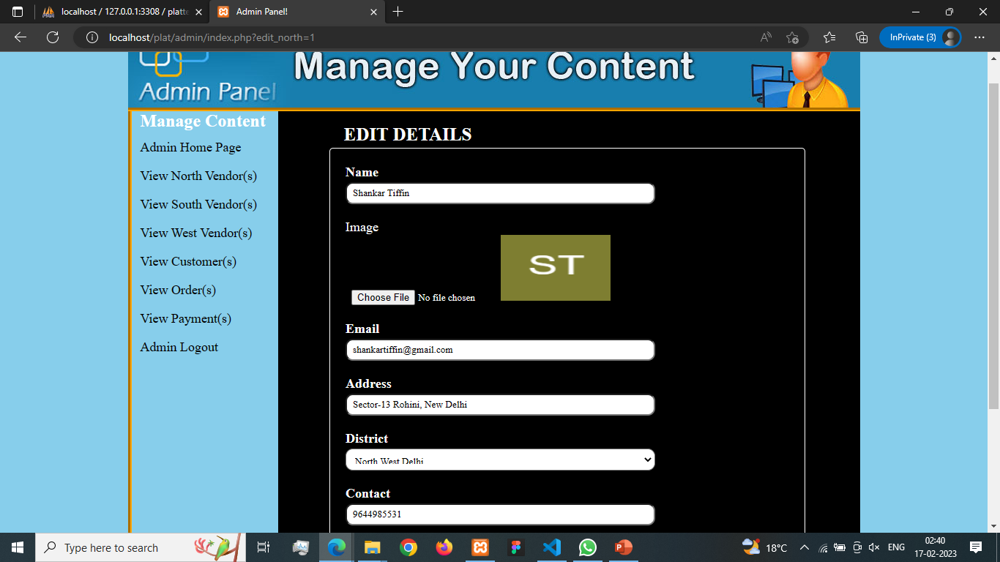 localhost / 127.0.0.1:3308 / platte
Admin Panel!
localhost/plat/admin/index.php?edit_north=1
InPrivate (3)
Admin Panel
Manage Your Content
Manage Content
Admin Home Page
View North Vendor(s)
View South Vendor(s)
View West Vendor(s)
View Customer(s)
View Order(s)
View Payment(s)
Admin Logout
EDIT DETAILS
Name
Shankar Tiffin
Image
ST
Choose File No file chosen
Email
shankartiffin@gmail.com
Address
Sector-13 Rohini, New Delhi
District
North West Delhi
Contact
9644985531
Type here to search
18°C
ENG
02:40
17-02-2023